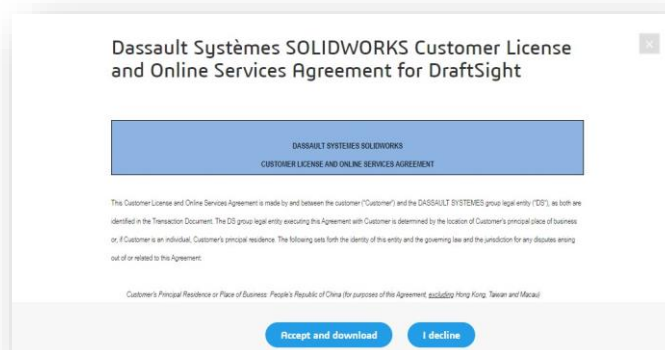 Dassault Systèmes SOLIDWORKS Customer License
and Online Services Agreement for DraftSight
×
DASSAULT SYSTEMES SOLIDWORKS
CUSTOMER LICENSE AND ONLINE SERVICES AGREEMENT
This Customer License and Online Services Agreement is made by and between the customer ("Customer") and the DASSAULT SYSTEMES group legal entity ("DS"), as both are
identified in the Transaction Document. The DS group legal entity executing this Agreement with Customer is determined by the location of Customer's principal place of business
or, if Customer is an individual, Customer's principal residence. The following sets forth the identity of this entity and the governing law and the jurisdiction for any disputes arising
out of or related to this Agreement:
Customer's Principal Residence or Place of Business: People's Republic of China (for purposes of this Agreement, excluding Hong Kong, Taiwan and Macau)
Accept and download
I decline